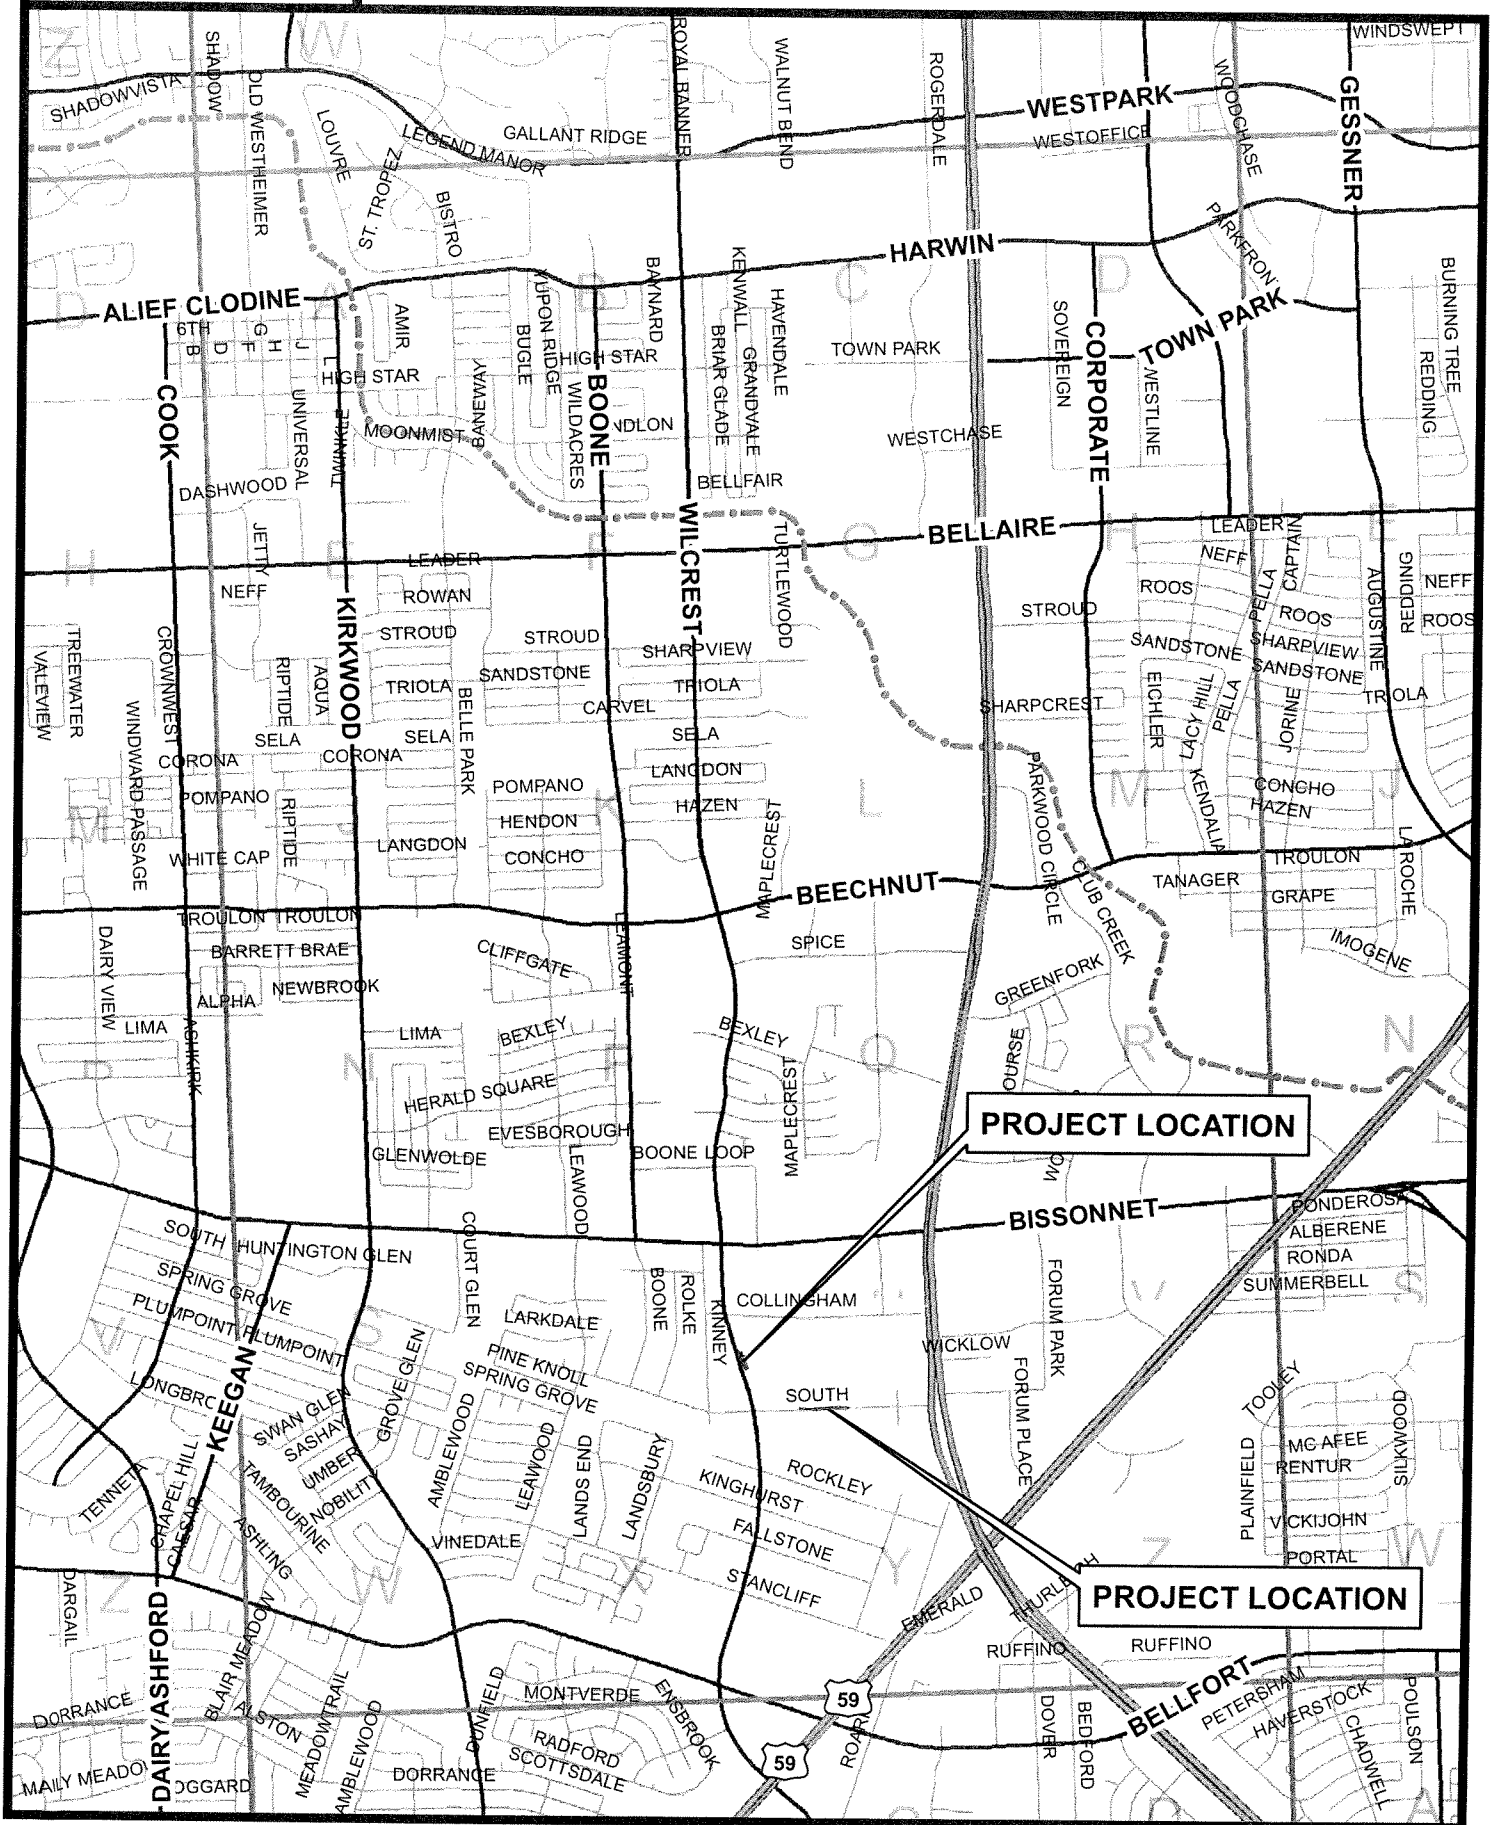 WINDSWEPT
SHADOWVISTA
SHADOW
OLD WESTHEIMER
LOUVRE
LEGEND MANOR
GALLANT RIDGE
ROYAL BANNER
WALNUT BEND
ROGERDALE
WESTPARK
WESTOFFICE
WOODCHASE
GESSNER
ST. TROPEZ
BISTRO
PARKFRONT
HARWIN
ALIEF CLODINE
6TH
B
D
F
G
H
J
L
AMIR
HIGH STAR
BUGLE
YUPON RIDGE
HIGH STAR
BAYNARD
KENWALL
BRIAR GLADE
GRANDVALE
HAVENDALE
TOWN PARK
SOVEREIGN
CORPORATE
TOWN PARK
NESTLINE
BURNING TREE
REDDING
COOK
UNIVERSAL
MOONMIST
BANEWAY
WILDACRES
BOONE
NDLON
WESTCHASE
DASHWOOD
BELLFAIR
WILCREST
BELLAIRE
LEADER
JETTY
LEADER
TURTLEWOOD
NEFF
CAPTAIN
NEFF
ROWAN
ROOS
PELLA
AUGUSTINE
REDDING
NEFF
KIRKWOOD
STROUD
STROUD
STROUD
ROOS
ROOS
TREEWATER
VALEVIEW
CROWNWEST
SHARPVIEW
SANDSTONE
SHARPVIEW
SANDSTONE
RIPTIDE
AQUA
TRIOLA
SANDSTONE
TRIOLA
EICHLER
LACY HILL
PELLA
JORINE
TRIOLA
WINDWARD PASSAGE
BELLE PARK
CARVEL
SHARPCREST
SELA
SELA
SELA
CORONA
CORONA
LANGDON
PARKWOOD CIRCLE
KENDALIA
CONCHO
POMPANO
RIPTIDE
POMPANO
HAZEN
MAPLECREST
HAZEN
HENDON
WHITE CAP
LANGDON
CONCHO
TROULON
LA ROCHE
BEECHNUT
CLUB CREEK
TANAGER
GRAPE
TROULON
TROULON
LEAMONT
DAIRY VIEW
BARRETT BRAE
CLIFFGATE
SPICE
IMOGENE
ALPHA
NEWBROOK
GREENFORK
LIMA
ASHKIRK
LIMA
BEXLEY
BEXLEY
MAPLECREST
OURSE
HERALD SQUARE
EVESBOROUGH
PROJECT LOCATION
GLENWOLDE
LEAWOOD
BOONE LOOP
BISSONNET
PONDEROSA
ALBERENE
RONDA
SUMMERBELL
SOUTH
HUNTINGTON GLEN
COURT GLEN
SPRING GROVE
BOONE
ROLKE
KINNEY
COLLINGHAM
FORUM PARK
PLUMPOINT
PLUMPOINT
LARKDALE
WICKLOW
KEEGAN
GROVE GLEN
PINE KNOLL
SPRING GROVE
SOUTH
FORUM PLACE
TOOLEY
SILKWOOD
SWAN GLEN
SASHAY
UMBER
NOBILITY
AMBLEWOOD
LEAWOOD
LANDS END
LANDSBURY
MC AFEE
RENTUR
PLAINFIELD
TENNETA
CHAPEL HILL
CAESAR
TAMBOURINE
ASHLING
KINGHURST
ROCKLEY
VICKIJOHN
VINEDALE
FALLSTONE
PORTAL
STANCLIFF
EMERALD
PROJECT LOCATION
DARGAIL
DAIRY ASHFORD
BLAIR MEADOW
RUFFINO
RUFFINO
BELLFORT
DORRANCE
ALSTON
MEADOWTRAIL
AMBLEWOOD
DUNFIELD
MONTVERDE
ENSBROOK
59
PETERSHAM
HAVERSTOCK
POULSON
CHADWELL
DOVER
BEDFORD
RADFORD
SCOTTSDALE
DORRANCE
59
OGGARD